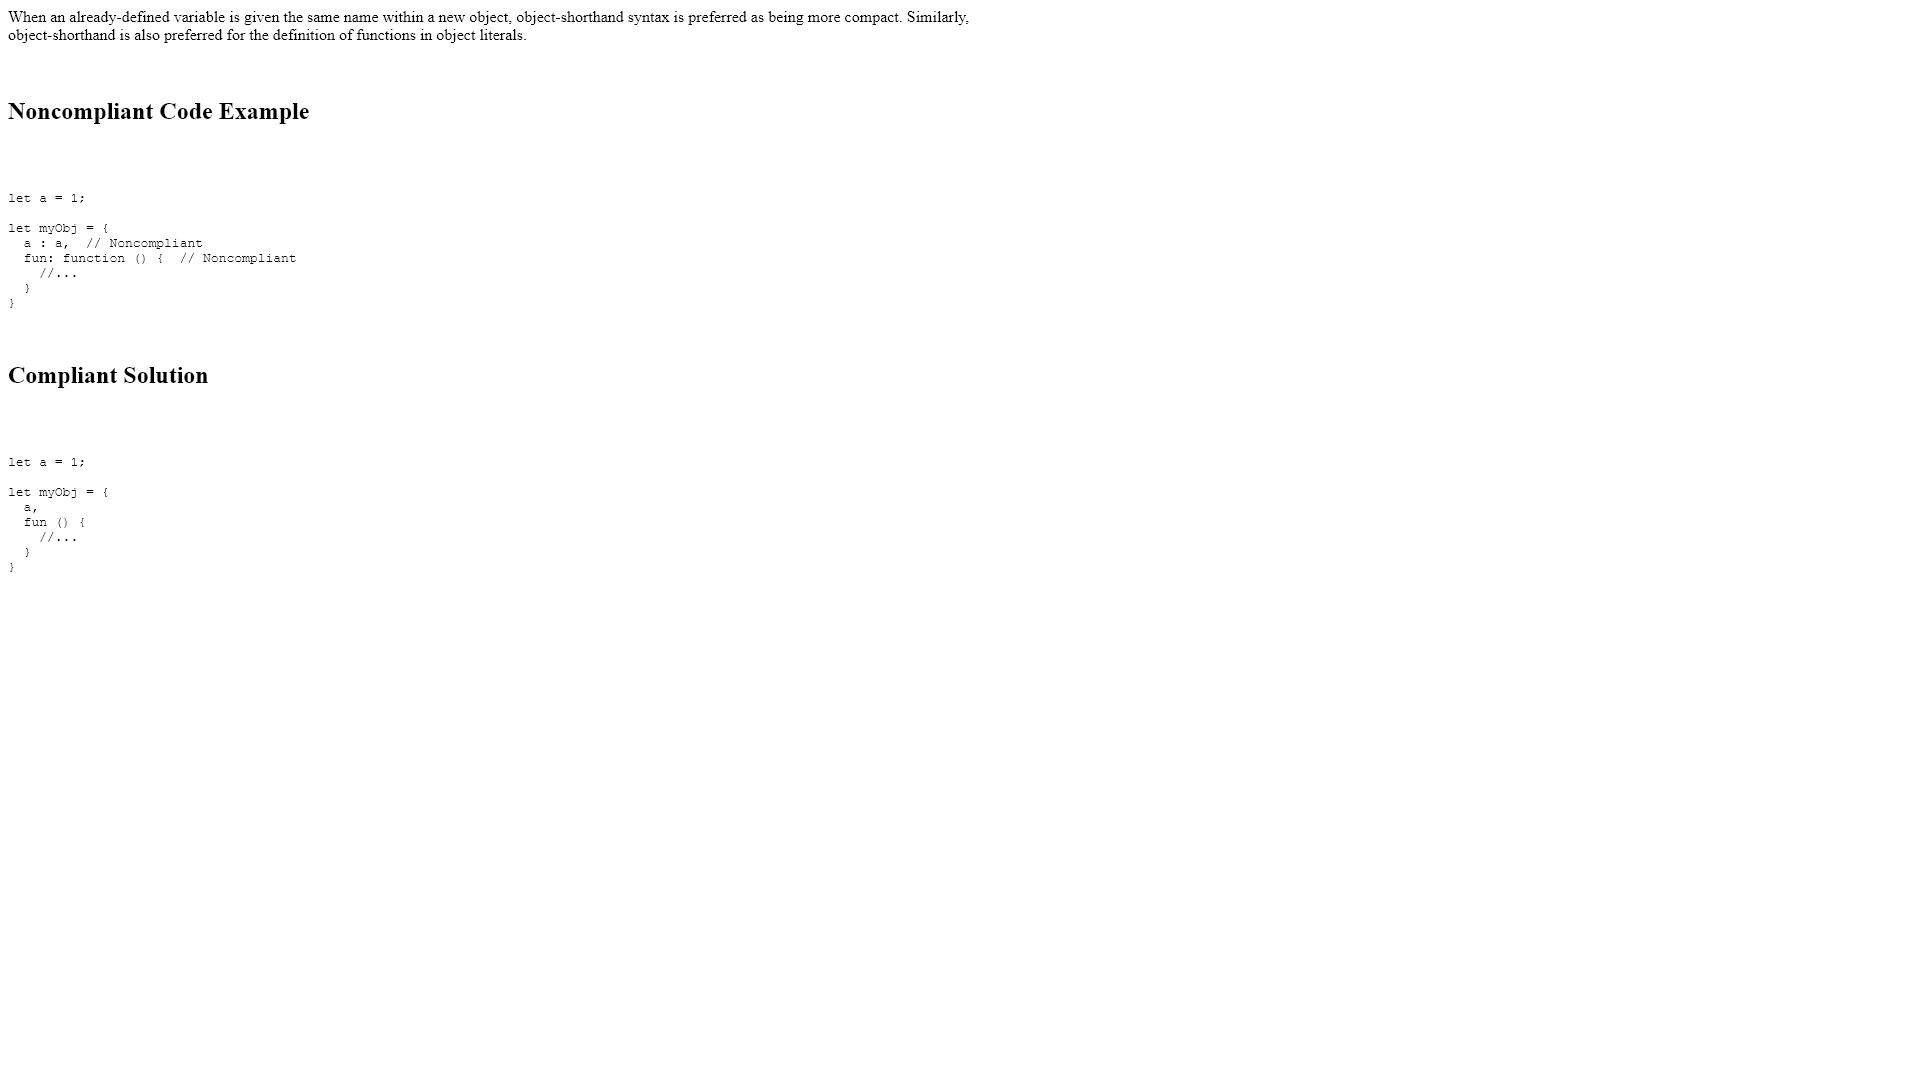 When an already-defined variable is given the same name within a new object, object-shorthand syntax is preferred as being more compact. Similarly,
object-shorthand is also preferred for the definition of functions in object literals.
Noncompliant Code Example
let a = 1;
let myObj = {
  a : a,  // Noncompliant
  fun: function () {  // Noncompliant
    //...
  }
}
Compliant Solution
let a = 1;
let myObj = {
  a,
  fun () {
    //...
  }
}